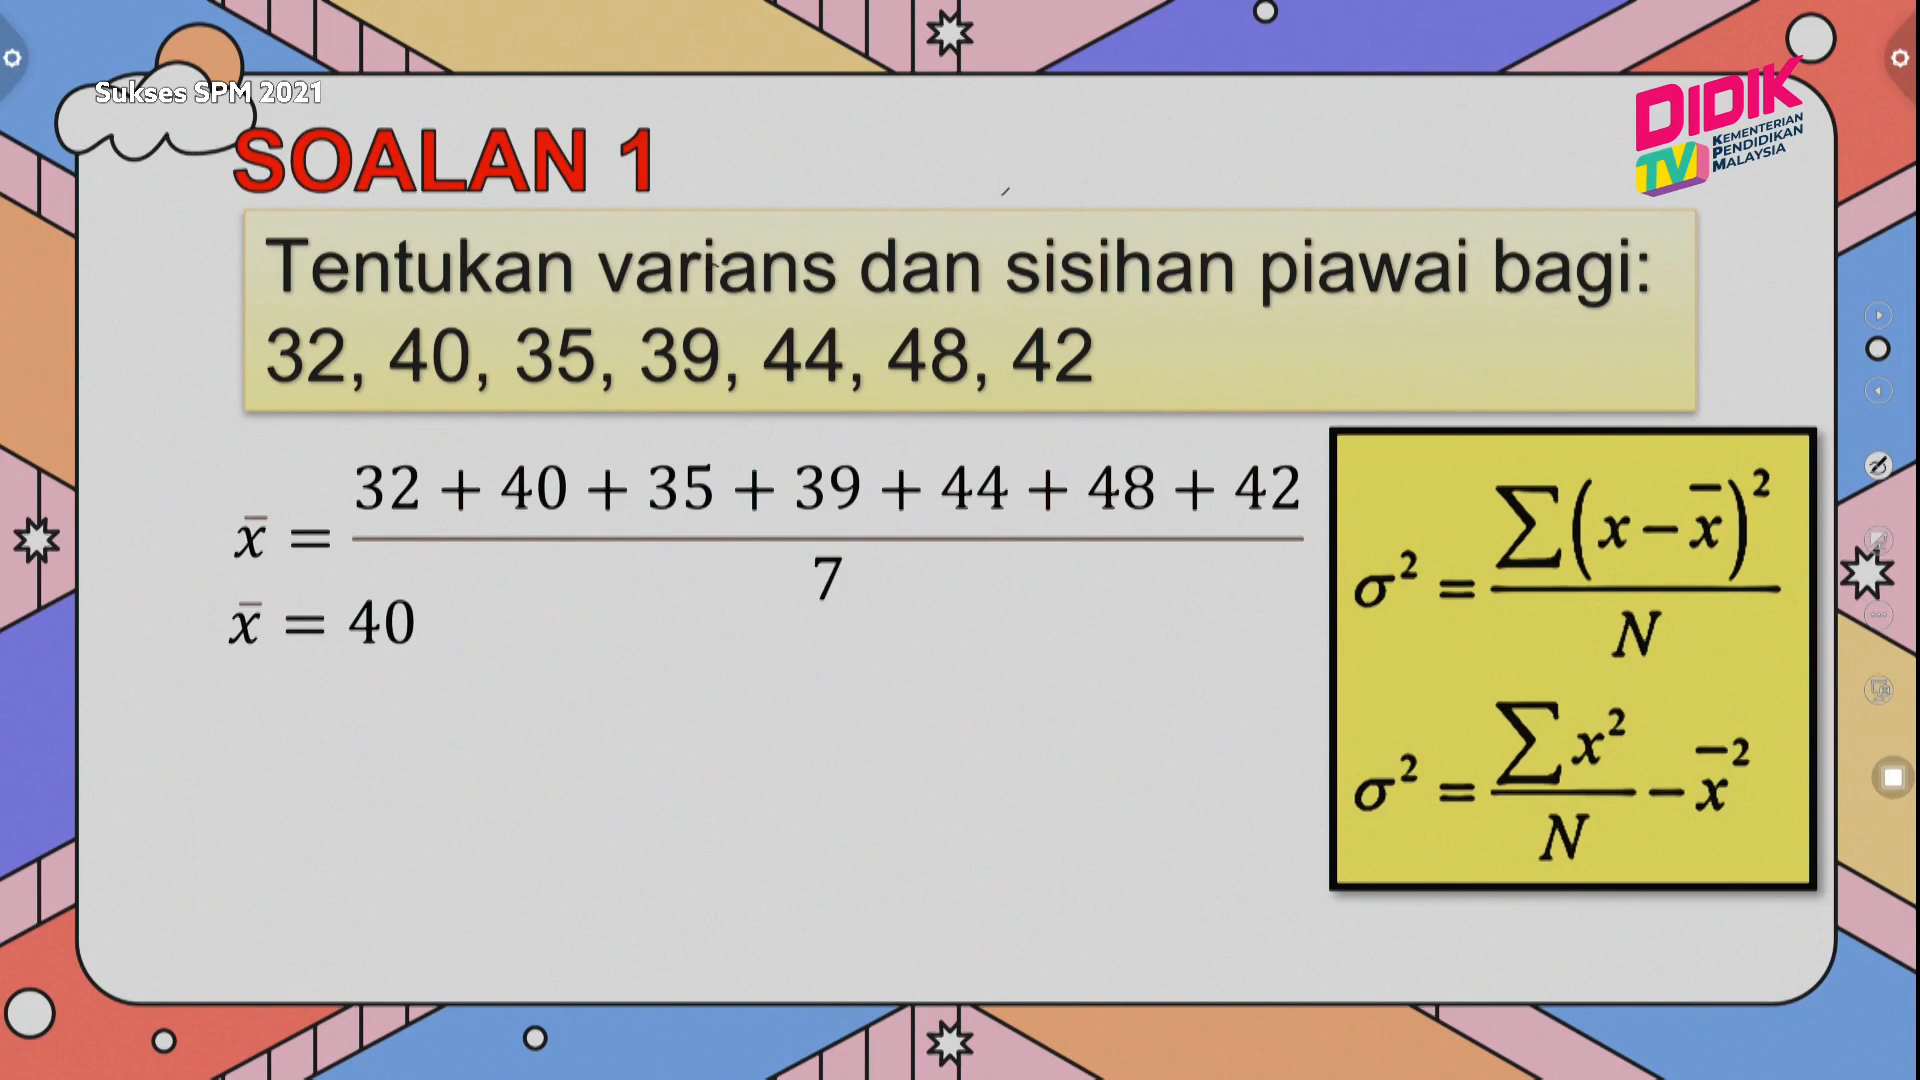 Sukses SPM 2021
DIDIK
TV
KEMENTERIAN
PENDIDIKAN
MALAYSIA
SOALAN 1
Tentukan varians dan sisihan piawai bagi:
32, 40, 35, 39, 44, 48, 42
x̄ = (32 + 40 + 35 + 39 + 44 + 48 + 42) / 7
x̄ = 40
σ² = ∑(x − x̄)² / N
σ² = ∑x² / N − x̄²